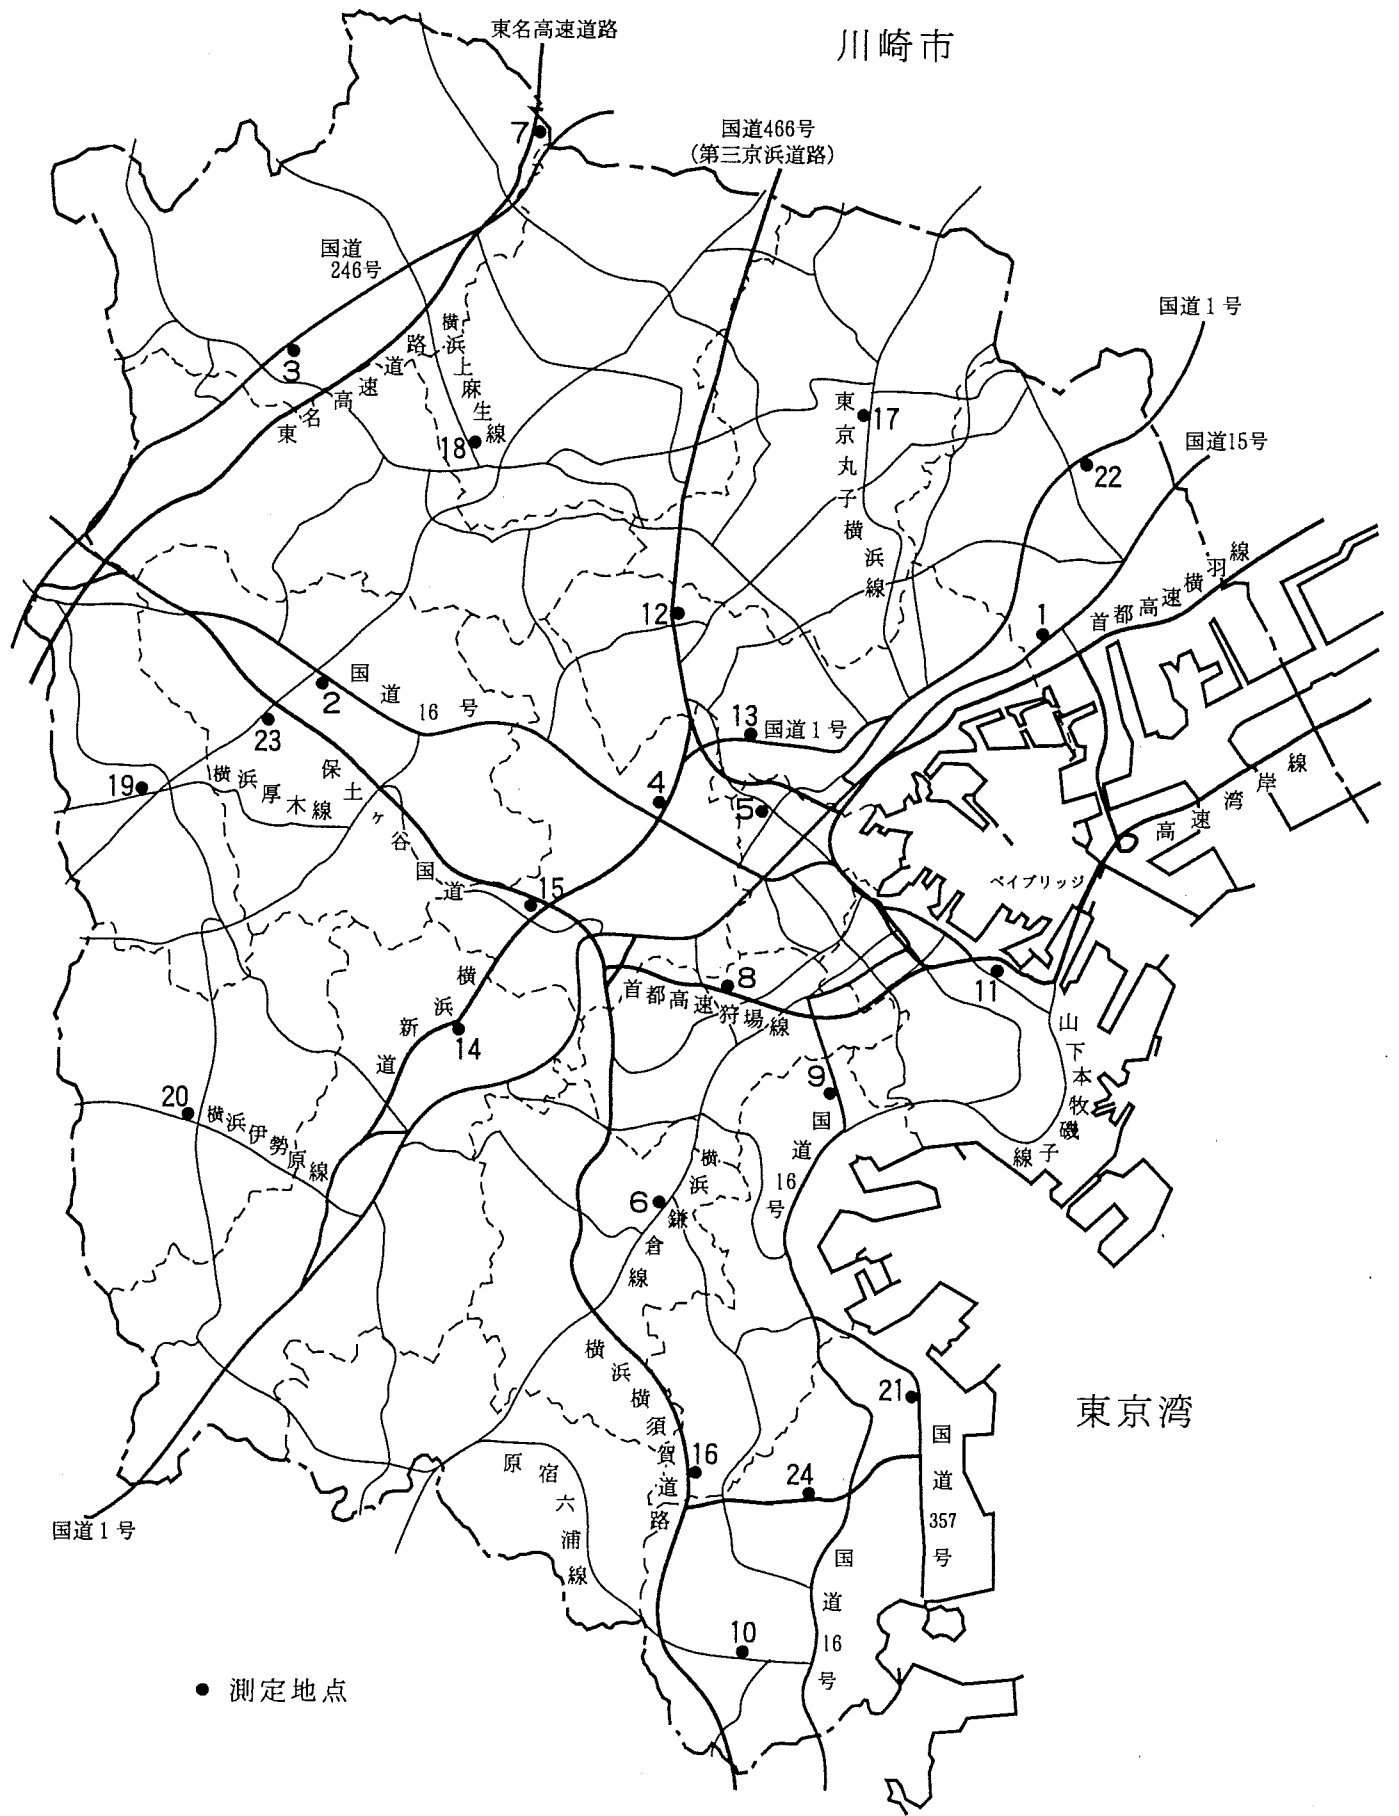 川崎市
東名高速道路
7
国道466号
(第三京浜道路)
国道
246号
国道1号
3
東名高速道路
横浜上麻生線
18
東京丸子横浜線
17
国道15号
22
首都高速横羽線
1
12
2
国道16号
23
13
国道1号
19
横浜厚木線
保土ヶ谷国道
4
5
高速湾岸線
ベイブリッジ
15
8
首都高速狩場線
11
横浜新道
14
山下本牧磯子線
9
国道16号
20
横浜伊勢原線
6
横浜鎌倉線
横浜横須賀道路
21
国道357号
東京湾
16
24
原宿六浦線
国道1号
国道16号
10
● 測定地点